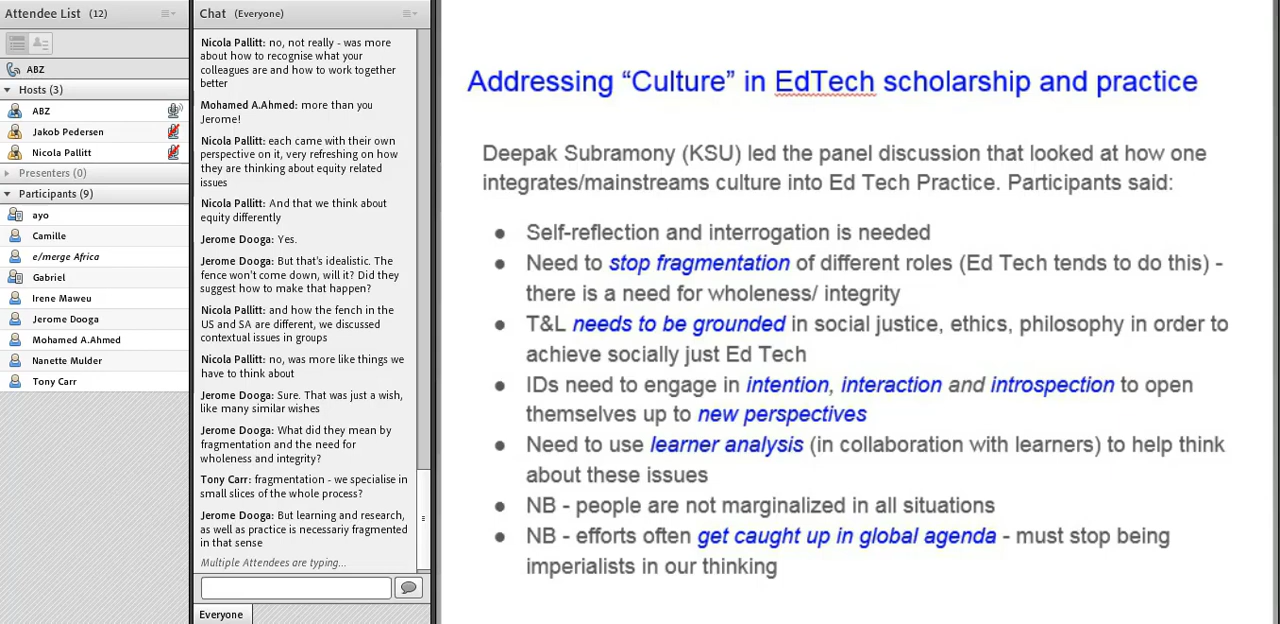 Attendee List (12)
ABZ
Hosts (3)
ABZ
Jakob Pedersen
Nicola Pallitt
Presenters (0)
Participants (9)
ayo
Camille
e/merge Africa
Gabriel
Irene Maweu
Jerome Dooga
Mohamed A.Ahmed
Nanette Mulder
Tony Carr
Chat (Everyone)
Nicola Pallitt: no, not really - was more
about how to recognise what your
colleagues are and how to work together
better
Mohamed A.Ahmed: more than you
Jerome!
Nicola Pallitt: each came with their own
perspective on it, very refreshing on how
they are thinking about equity related
issues
Nicola Pallitt: And that we think about
equity differently
Jerome Dooga: Yes.
Jerome Dooga: But that's idealistic. The
fence won't come down, will it? Did they
suggest how to make that happen?
Nicola Pallitt: and how the fench in the
US and SA are different, we discussed
contextual issues in groups
Nicola Pallitt: no, was more like things we
have to think about
Jerome Dooga: Sure. That was just a wish,
like many similar wishes
Jerome Dooga: What did they mean by
fragmentation and the need for
wholeness and integrity?
Tony Carr: fragmentation - we specialise in
small slices of the whole process?
Jerome Dooga: But learning and research,
as well as practice is necessariy fragmented
in that sense
Multiple Attendees are typing...
Everyone
Addressing “Culture” in EdTech scholarship and practice
Deepak Subramony (KSU) led the panel discussion that looked at how one
integrates/mainstreams culture into Ed Tech Practice. Participants said:
● Self-reflection and interrogation is needed
● Need to stop fragmentation of different roles (Ed Tech tends to do this) -
there is a need for wholeness/ integrity
● T&L needs to be grounded in social justice, ethics, philosophy in order to
achieve socially just Ed Tech
● IDs need to engage in intention, interaction and introspection to open
themselves up to new perspectives
● Need to use learner analysis (in collaboration with learners) to help think
about these issues
● NB - people are not marginalized in all situations
● NB - efforts often get caught up in global agenda - must stop being
imperialists in our thinking